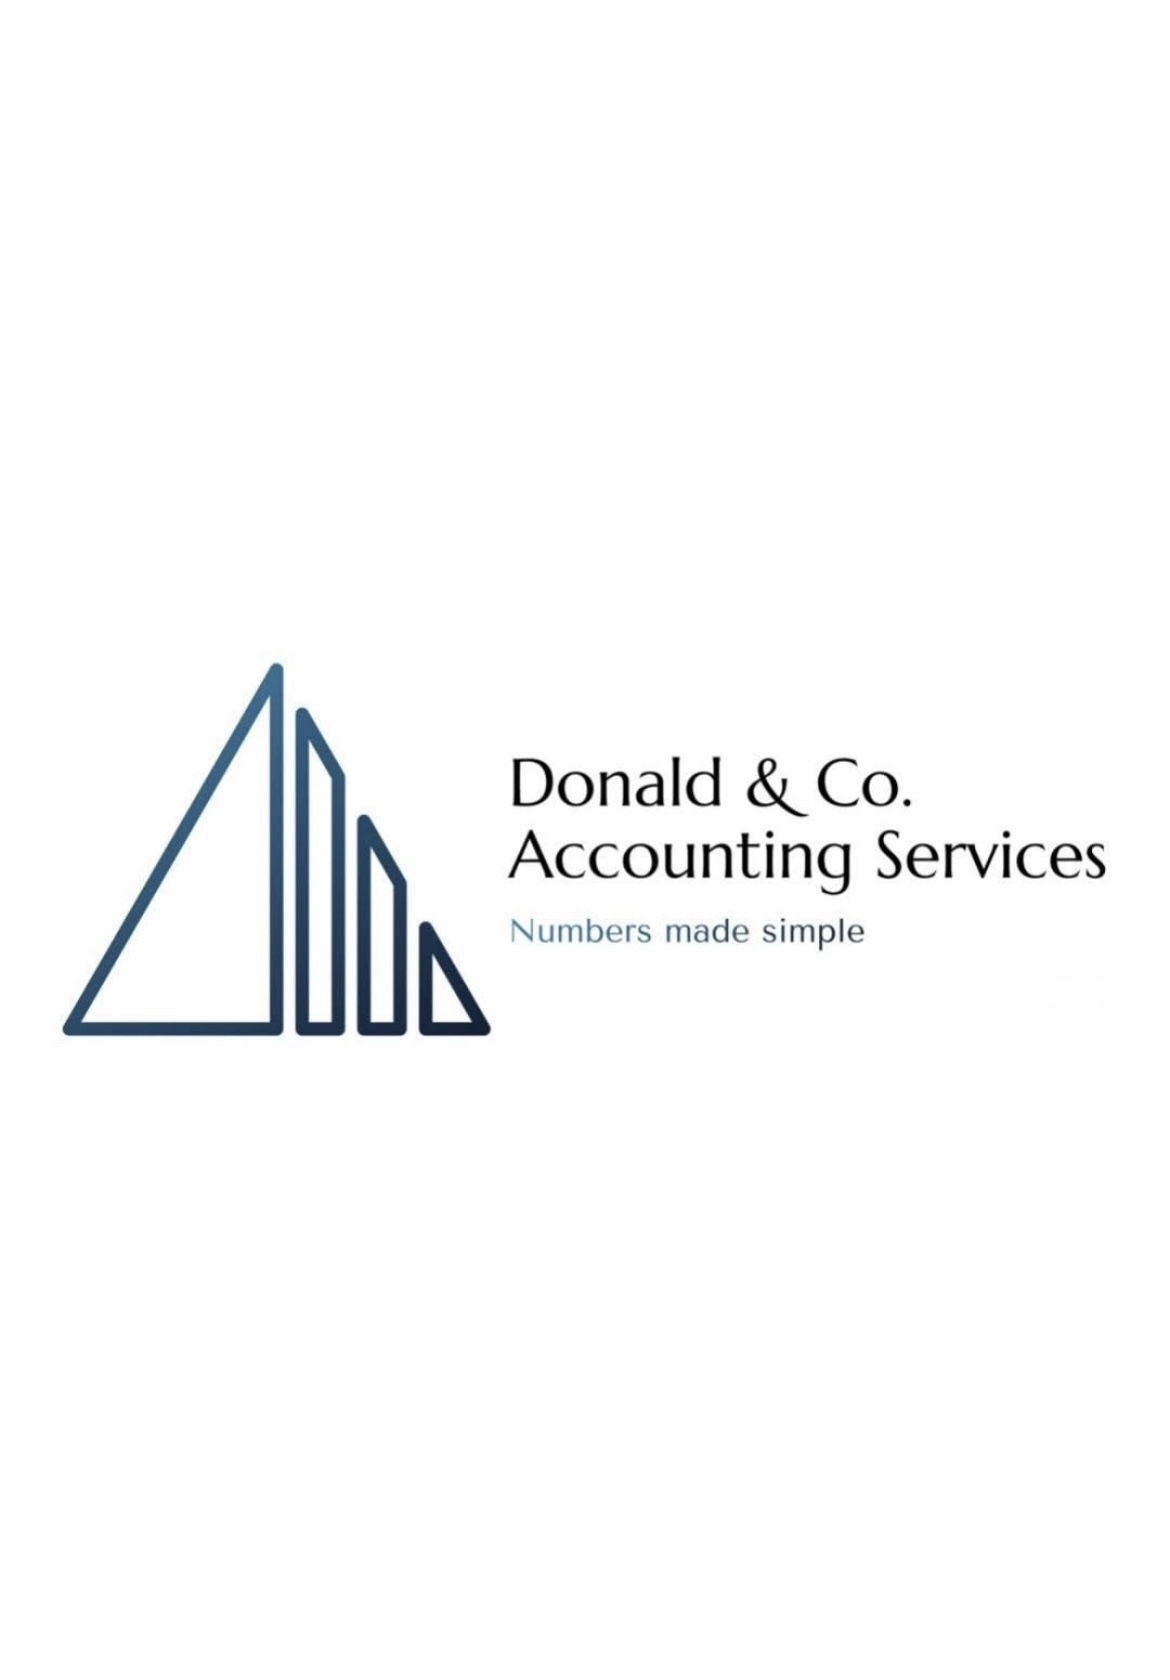 Donald & Co.
Accounting Services
Numbers made simple